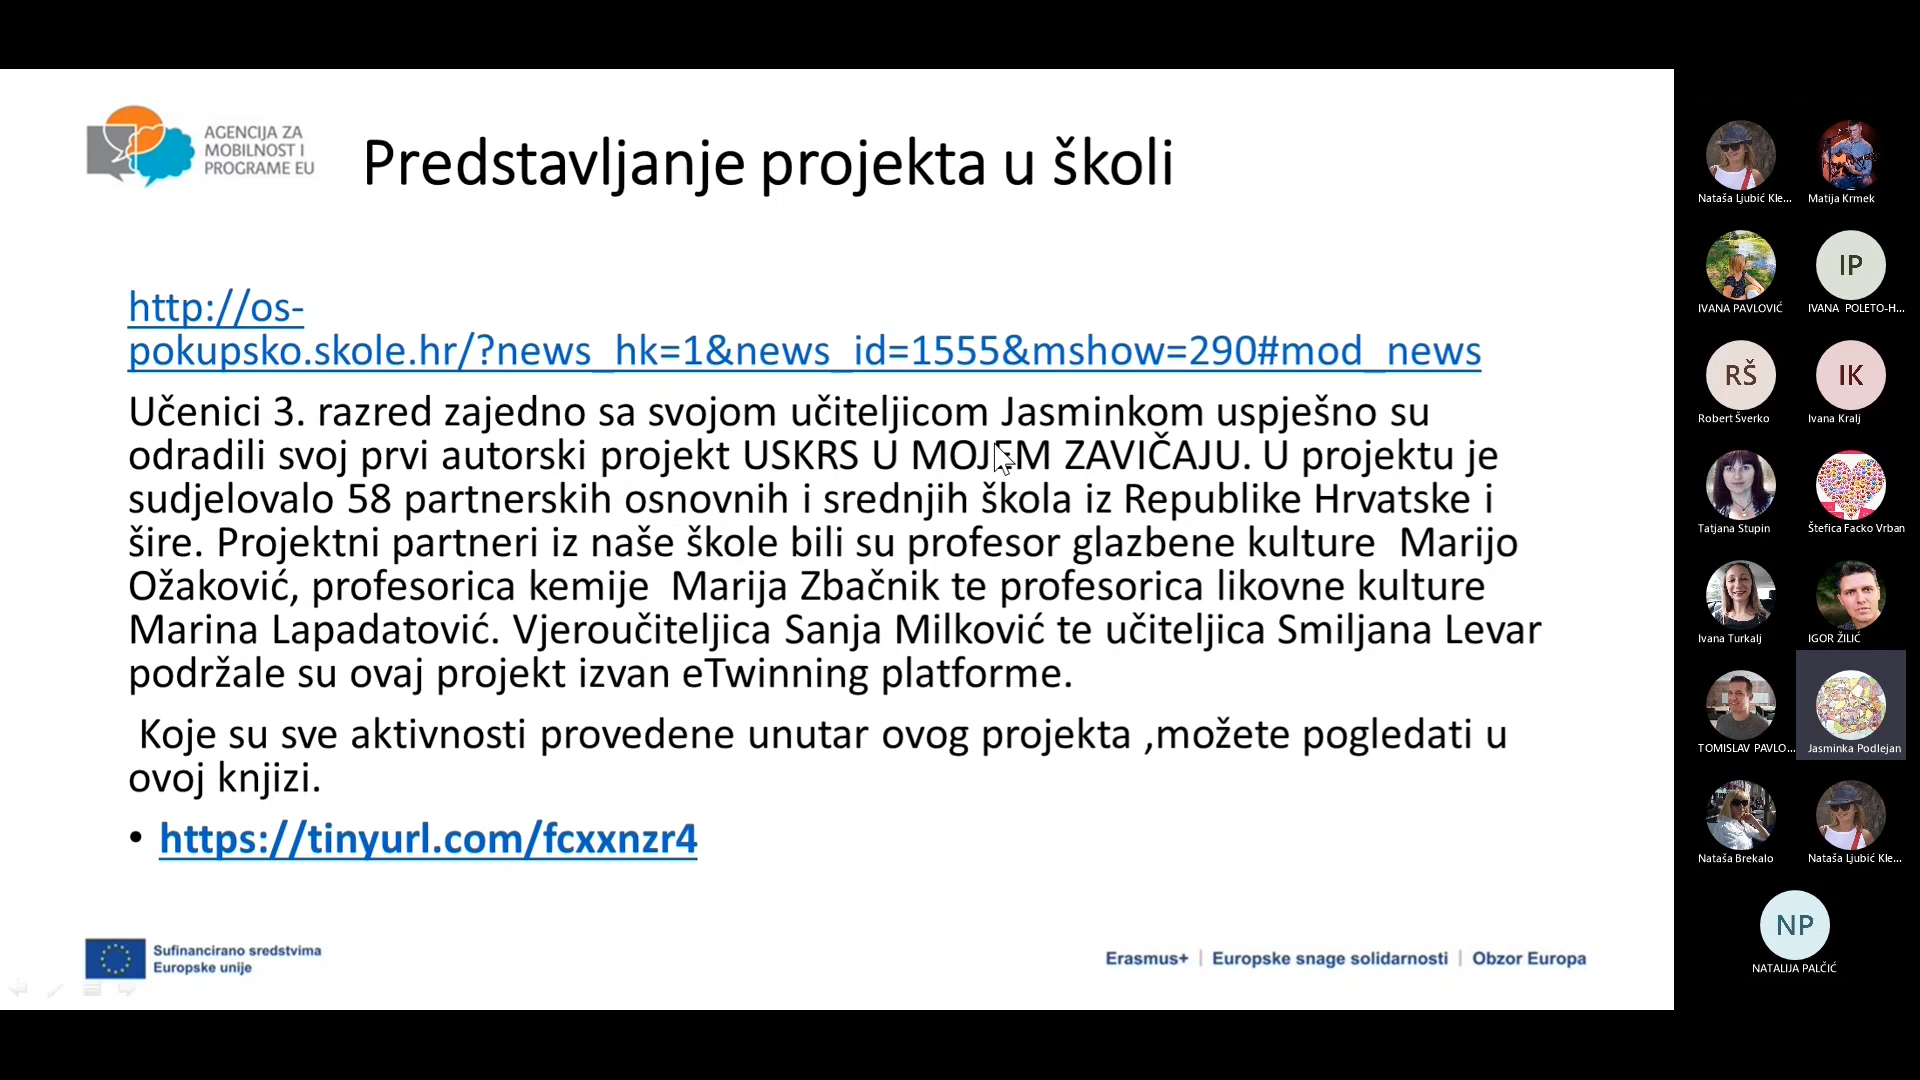 AGENCIJA ZA
MOBILNOST I
PROGRAME EU
Predstavljanje projekta u školi
http://os-
pokupsko.skole.hr/?news_hk=1&news_id=1555&mshow=290#mod_news
Učenici 3. razred zajedno sa svojom učiteljicom Jasminkom uspješno su
odradili svoj prvi autorski projekt USKRS U MOJEM ZAVIČAJU. U projektu je
sudjelovalo 58 partnerskih osnovnih i srednjih škola iz Republike Hrvatske i
šire. Projektni partneri iz naše škole bili su profesor glazbene kulture  Marijo
Ožaković, profesorica kemije  Marija Zbačnik te profesorica likovne kulture
Marina Lapadatović. Vjeroučiteljica Sanja Milković te učiteljica Smiljana Levar
podržale su ovaj projekt izvan eTwinning platforme.
Koje su sve aktivnosti provedene unutar ovog projekta ,možete pogledati u
ovoj knjizi.
• https://tinyurl.com/fcxxnzr4
Sufinancirano sredstvima
Europske unije
Erasmus+ | Europske snage solidarnosti | Obzor Europa
Nataša Ljubić Kle...
Matija Krmek
IVANA PAVLOVIĆ
IP
IVANA POLETO-H...
RŠ
Robert Šverko
IK
Ivana Kralj
Tatjana Stupin
Štefica Facko Vrban
Ivana Turkalj
IGOR ŽILIĆ
TOMISLAV PAVLO...
Jasminka Podlejan
Nataša Brekalo
Nataša Ljubić Kle...
NP
NATALIJA PALČIĆ